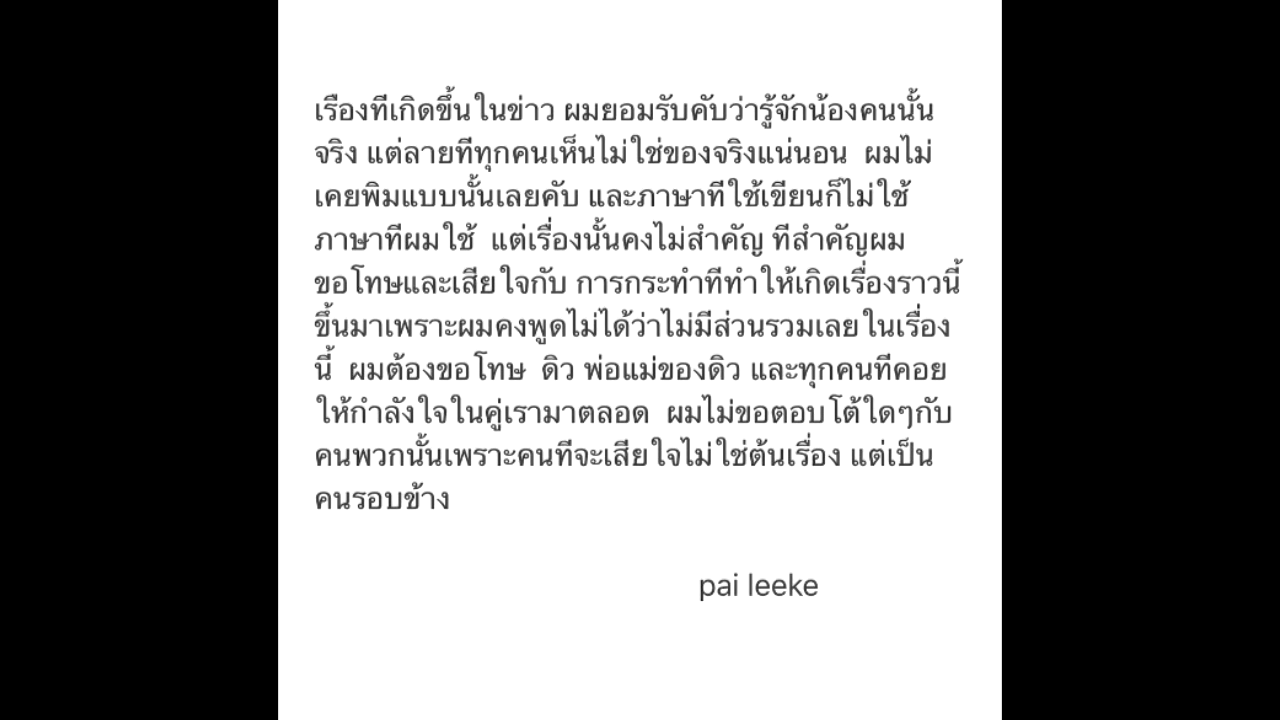 เรืองทีเกิดขึ้นในข่าว ผมยอมรับคับว่ารู้จักน้องคนนั้น
จริง แต่ลายทีทุกคนเห็นไม่ใช่ของจริงแน่นอน  ผมไม่
เคยพิมแบบนั้นเลยคับ และภาษาทีใช้เขียนก็ไม่ใช้
ภาษาทีผมใช้  แต่เรื่องนั้นคงไม่สำคัญ ทีสำคัญผม
ขอโทษและเสียใจกับ การกระทำทีทำให้เกิดเรื่องราวนี้
ขึ้นมาเพราะผมคงพูดไม่ได้ว่าไม่มีส่วนรวมเลยในเรื่อง
นี้  ผมต้องขอโทษ  ดิว พ่อแม่ของดิว และทุกคนทีคอย
ให้กำลังใจในคู่เรามาตลอด  ผมไม่ขอตอบโต้ใดๆกับ
คนพวกนั้นเพราะคนทีจะเสียใจไม่ใช่ต้นเรื่อง แต่เป็น
คนรอบข้าง
pai leeke